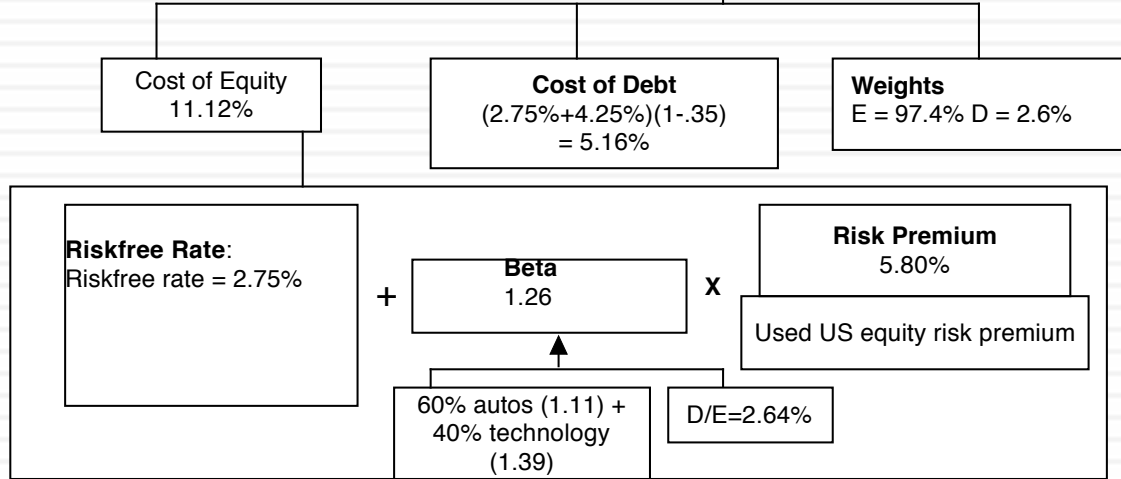 Cost of Equity
11.12%
Cost of Debt
(2.75%+4.25%)(1-.35)
= 5.16%
Weights
E = 97.4% D = 2.6%
Riskfree Rate:
Riskfree rate = 2.75%
+
Beta
1.26
X
Risk Premium
5.80%
Used US equity risk premium
60% autos (1.11) +
40% technology
(1.39)
D/E=2.64%